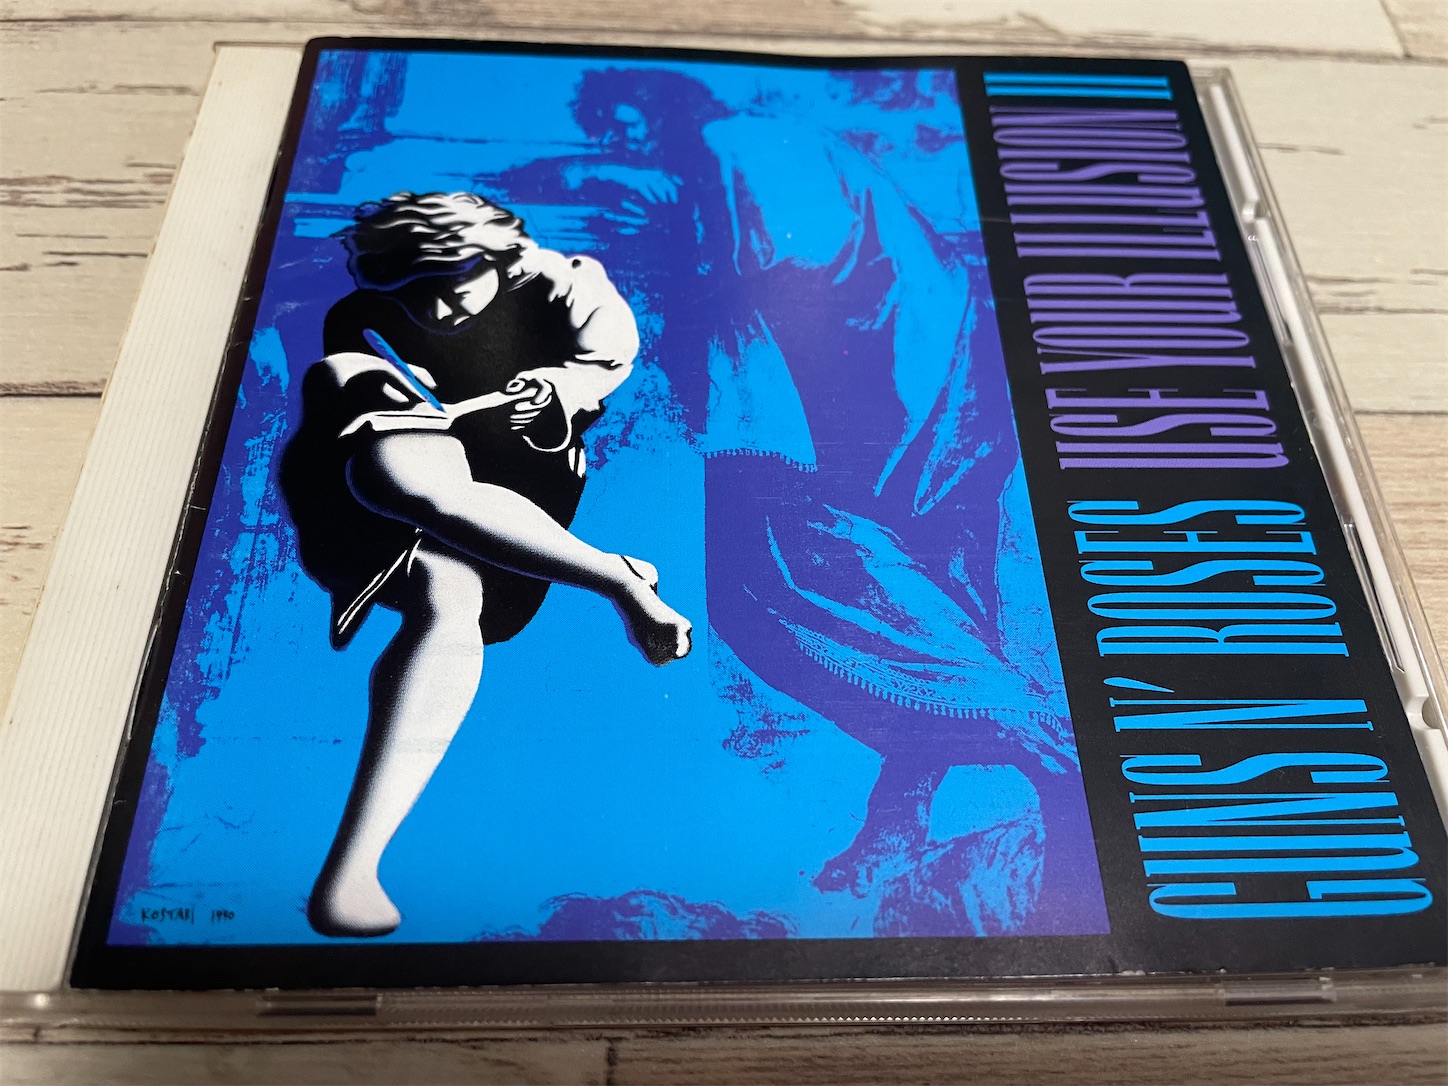 GUNS N' ROSES USE YOUR ILLUSION II
KOSTABI 1990